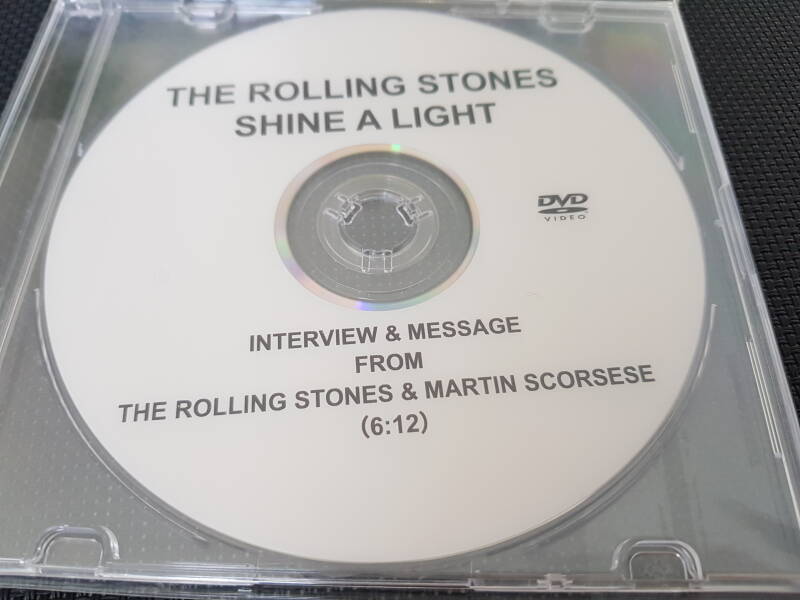 THE ROLLING STONES
SHINE A LIGHT
DVD
VIDEO
INTERVIEW & MESSAGE
FROM
THE ROLLING STONES & MARTIN SCORSESE
(6:12)